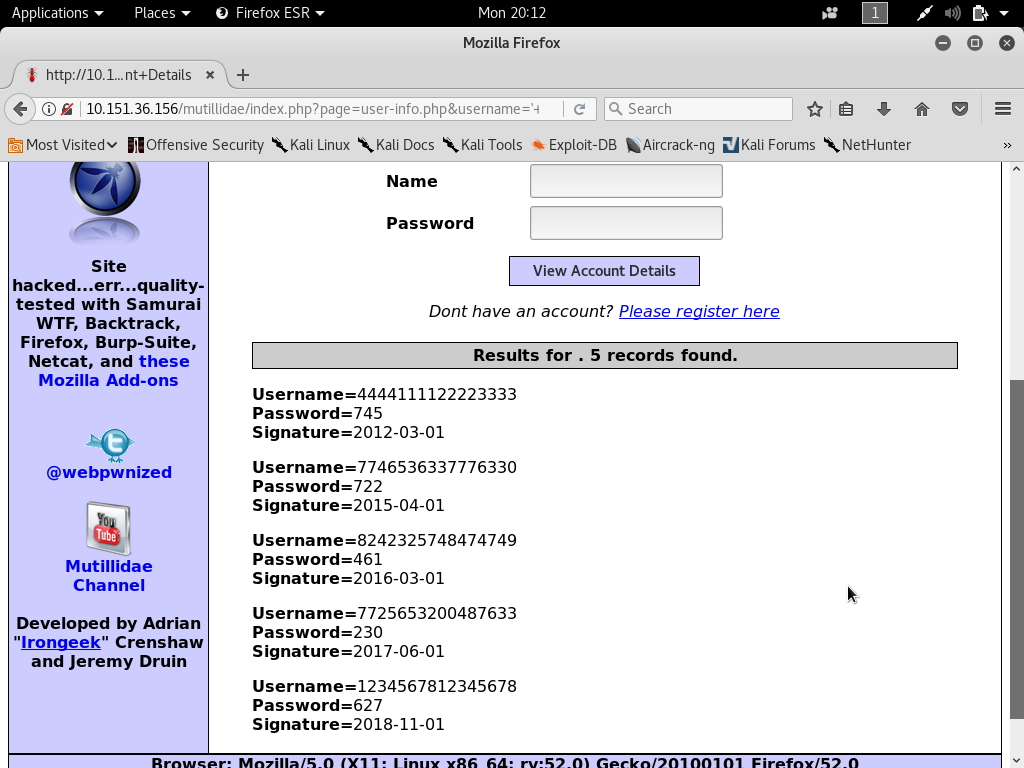 Applications Places Firefox ESR Mon 20:12 1
Mozilla Firefox
http://10.1...nt+Details
10.151.36.156/mutillidae/index.php?page=user-info.php&username='+ Search
Most Visited Offensive Security Kali Linux Kali Docs Kali Tools Exploit-DB Aircrack-ng Kali Forums NetHunter »
Name
Password
View Account Details
Dont have an account? Please register here
Results for . 5 records found.
Username=4444111122223333
Password=745
Signature=2012-03-01
Username=7746536337776330
Password=722
Signature=2015-04-01
Username=8242325748474749
Password=461
Signature=2016-03-01
Username=7725653200487633
Password=230
Signature=2017-06-01
Username=1234567812345678
Password=627
Signature=2018-11-01
Site
hacked...err...quality-
tested with Samurai
WTF, Backtrack,
Firefox, Burp-Suite,
Netcat, and these
Mozilla Add-ons
@webpwnized
You
Tube
Mutillidae
Channel
Developed by Adrian
"Irongeek" Crenshaw
and Jeremy Druin
Browser: Mozilla/5.0 (X11; Linux x86_64; rv:52.0) Gecko/20100101 Firefox/52.0